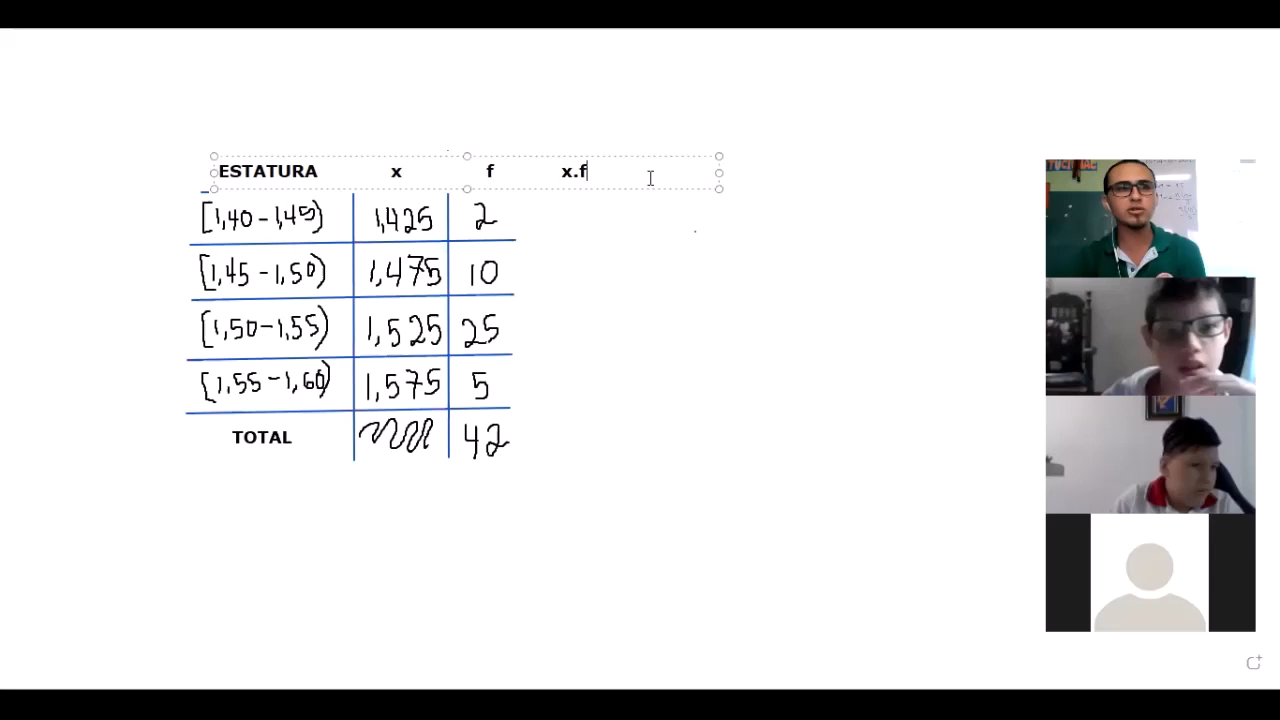 ESTATURA x f x.f
[1,40 - 1,45) 1,425 2
[1,45 - 1,50) 1,475 10
[1,50 - 1,55) 1,525 25
[1,55 - 1,60) 1,575 5
TOTAL 42